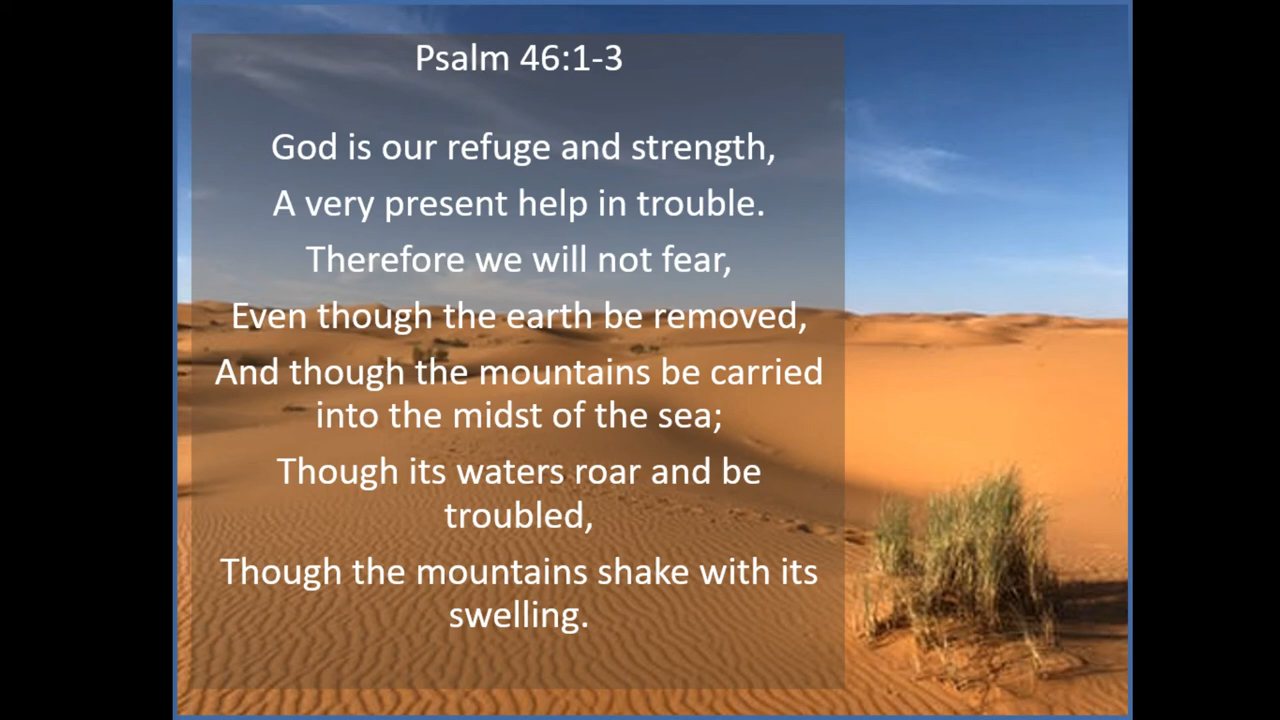 Psalm 46:1-3
God is our refuge and strength,
A very present help in trouble.
Therefore we will not fear,
Even though the earth be removed,
And though the mountains be carried
into the midst of the sea;
Though its waters roar and be
troubled,
Though the mountains shake with its
swelling.